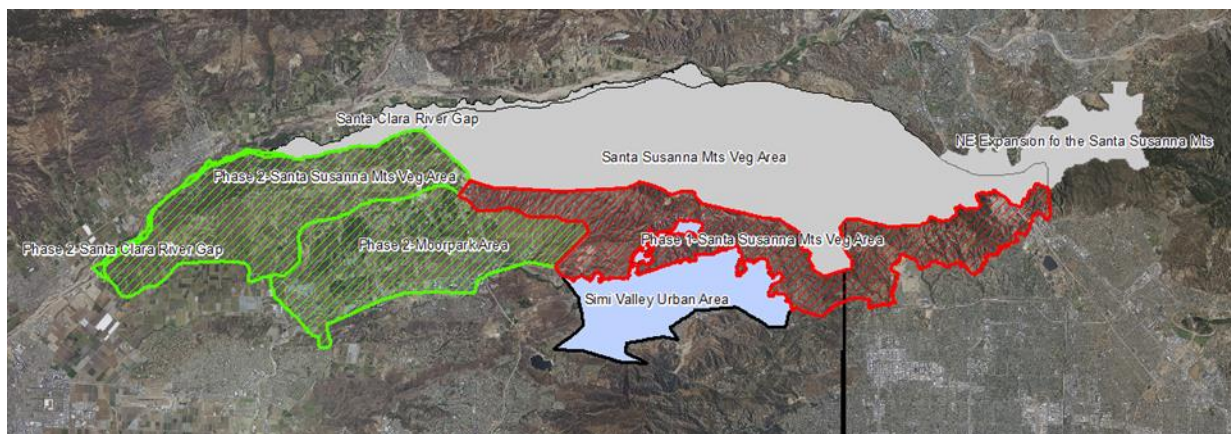 Santa Clara River Gap
NE Expansion fo the Santa Susanna Mts
Santa Susanna Mts Veg Area
Phase 2-Santa Susanna Mts Veg Area
Phase 2-Santa Clara River Gap
Phase 2-Moorpark Area
Phase 1-Santa Susanna Mts Veg Area
Simi Valley Urban Area